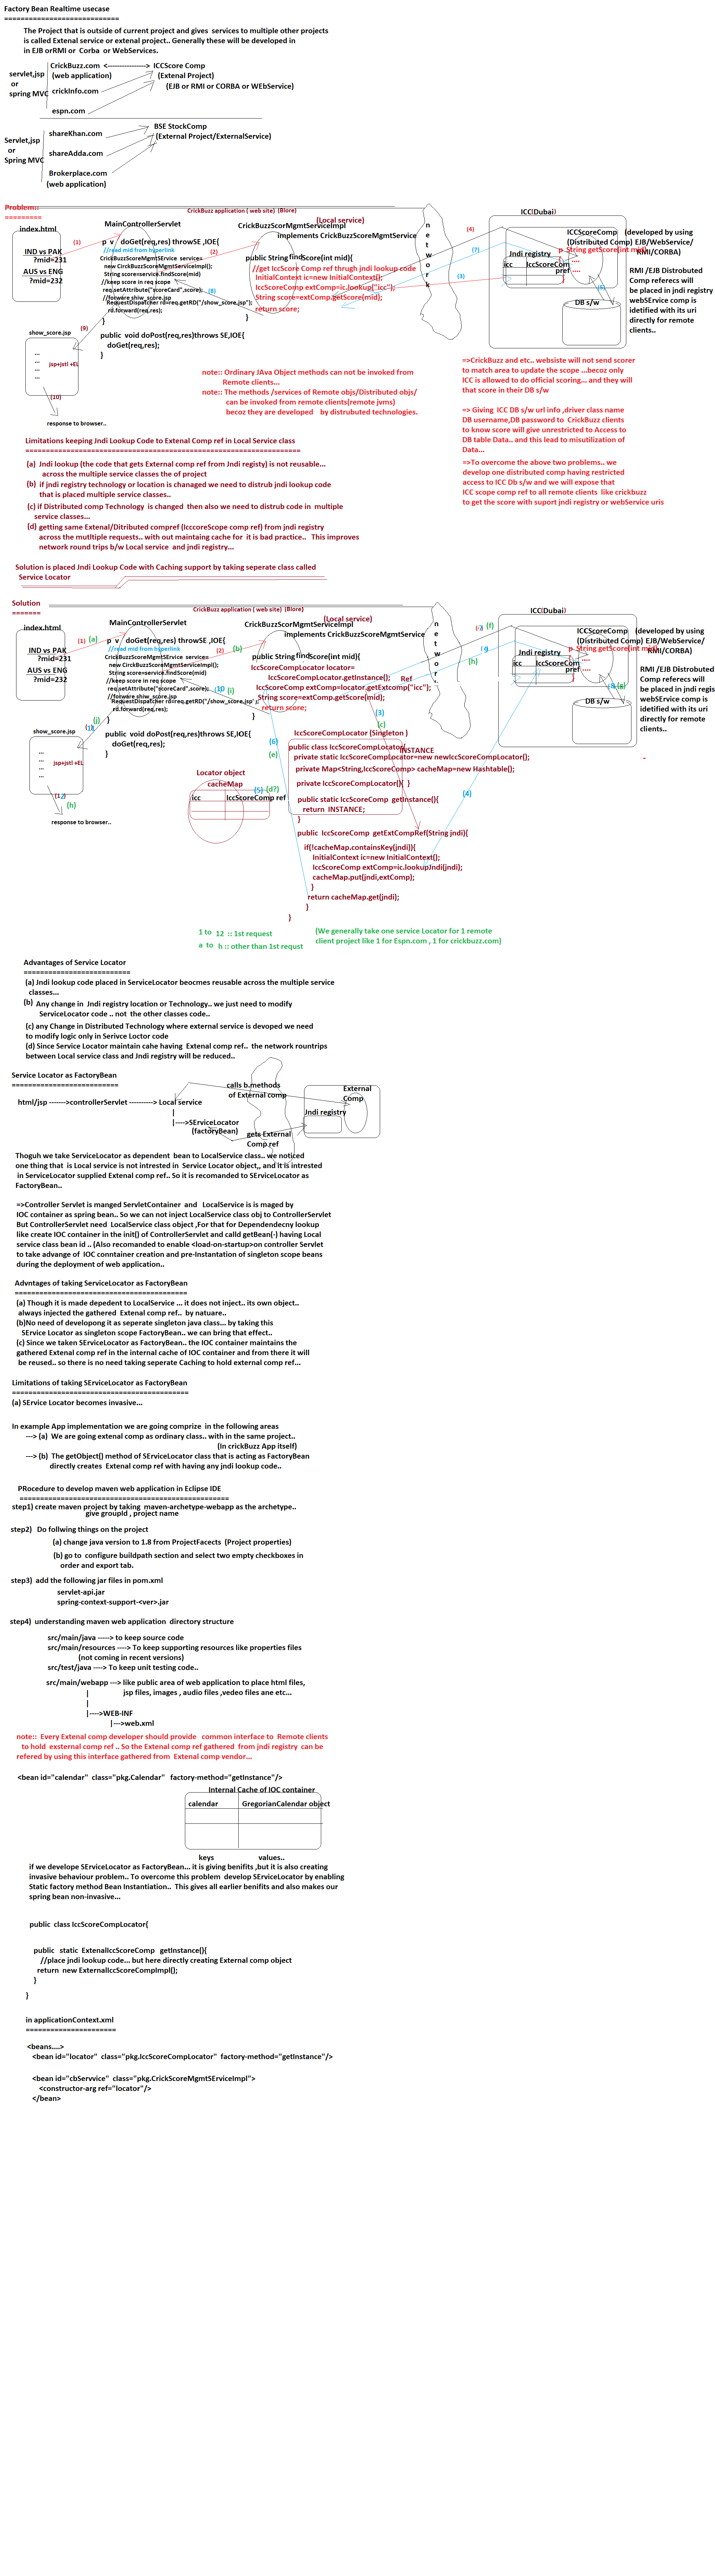 Factory Bean Realtime usecase
============================
The Project that is outside of current project and gives services to multiple other projects
is called Extenal service or extenal project.. Generally these will be developed in
in EJB orRMI or Corba or WebServices.
CrickBuzz.com <----------------> ICCScore Comp
servlet,jsp
or
spring MVC
(web application)
(Extenal Project)
(EJB or RMI or CORBA or WEbService)
crickInfo.com
espn.com
Servlet,jsp
or
Spring MVC
shareKhan.com
BSE StockComp
(External Project/ExternalService)
shareAdda.com
Brokerplace.com
(web application)
Problem::
=========
CrickBuzz application ( web site) (Blore)
index.html
IND vs PAK
?mid=231
AUS vs ENG
?mid=232
(1)
MainControllerServlet
p v doGet(req,res) throwSE ,IOE{
//read mid from hyperlink
CrickBuzzScoreMgmtSErvice service=
new CirckBuzzScoreMgmtServiceImpl();
String score=service.findScore(mid)
//keep score in req scope
//fowware shiw_score.jsp
RequestDispatcher rd=req.getRD("/show_score.jsp");
rd.forward(req,res);
}
public void doPost(req,res)throws SE,IOE{
doGet(req,res);
}
(2)
CrickBuzzScorMgmtServiceImpl
(Local service)
implements CrickBuzzScoreMgmtService
public String findScore(int mid){
//get IccScore Comp ref thrugh jndi lookup code
InitialContext ic=new InitialContext();
IccScoreComp extComp=ic.lookup("icc");
String score=extComp.getScore(mid);
return score;
}
(8)
n
e
t
w
o
r
k
(4)
(7)
(3)
ICC(Dubai)
ICCScoreComp (developed by using
(Distributed Comp) EJB/WebService/
RMI/CORBA)
p String getScore(int mid)
....
....
Jndi registry
icc IccScoreCom
pref
(6)
DB s/w
RMI /EJB Distrobuted
Comp referecs will
be placed in jndi registry
webSErvice comp is
idetified with its uri
directly for remote
clients..
(9)
show_score.jsp
...
...
...
...
jsp+jstl +EL
(10)
response to browser..
note:: Ordinary JAva Object methods can not be invoked from
Remote clients...
note:: The methods /services of Remote objs/Distributed objs/
can be invoked from remote clients(remote jvms)
becoz they are developed by distrubuted technologies.
=>CrickBuzz and etc.. websiste will not send scorer
to match area to update the scope ...becoz only
ICC is allowed to do official scoring... and they will
that score in their DB s/w
=> Giving ICC DB s/w url info ,driver class name
DB username,DB password to CrickBuzz clients
to know score will give unrestricted to Access to
DB table Data.. and this lead to misutilization of
Data...
=>To overcome the above two problems.. we
develop one distributed comp having restricted
access to ICC Db s/w and we will expose that
ICC scope comp ref to all remote clients like crickbuzz
to get the score with suport jndi registry or webService uris
Limitations keeping Jndi Lookup Code to Extenal Comp ref in Local Service class
===================================================================
(a) Jndi lookup (the code that gets External comp ref from Jndi registy) is not reusable...
across the multiple service classes the of project
(b) if jndi registry technology or location is chanaged we need to distrub jndi lookup code
that is placed multiple service classes..
(c) if Distributed comp Technology is changed then also we need to distrub code in multiple
service classes...
(d) getting same Extenal/Ditributed compref (IcccoreScope comp ref) from jndi registry
across the mutltiple requests.. with out maintaing cache for it is bad practice.. This improves
network round trips b/w Local service and jndi registry...
Solution is placed Jndi Lookup Code with Caching support by taking seperate class called
Service Locator
Solution
=======
CrickBuzz application ( web site) (Blore)
index.html
IND vs PAK
?mid=231
AUS vs ENG
?mid=232
(1) (a)
MainControllerServlet
p v doGet(req,res) throwSE ,IOE{
//read mid from hyperlink
CrickBuzzScoreMgmtSErvice service=
new CirckBuzzScoreMgmtServiceImpl();
String score=service.findScore(mid)
//keep score in req scope
req.setAttribute("scoreCard",score);
//fowware shiw_score.jsp
RequestDispatcher rd=req.getRD("/show_score.jsp");
rd.forward(req,res);
}
public void doPost(req,res)throws SE,IOE{
doGet(req,res);
}
(b)
(2)
(10 (i)
CrickBuzzScorMgmtServiceImpl
(Local service)
implements CrickBuzzScoreMgmtService
public String findScore(int mid){
IccScoreCompLocator locator=
IccScoreCompLocator.getInstance();
Ref
IccScoreComp extComp=locator.getExtcomp("icc");
String score=extComp.getScore(mid);
return score;
}
n
e
t
w
o
r
(f)
(h)
ICC(Dubai)
ICCScoreComp (developed by using
(Distributed Comp) EJB/WebService/
RMI/CORBA)
p String getScore(int mid)
....
....
Jndi registry
icc IccScoreCom
pref
(g)
DB s/w
RMI /EJB Distrobuted
Comp referecs will
be placed in jndi regis
webSErvice comp is
idetified with its uri
directly for remote
clients..
(j)
show_score.jsp
...
...
...
...
jsp+jstl +EL
(12)
(h)
response to browser..
(3)
(c)
(6)
(e)
(5) (d?)
(4)
Locator object
cacheMap
icc IccScoreComp ref
IccScoreCompLocator (Singleton )
public class IccScoreCompLocator{
INSTANCE
private static IccScoreCompLocator=new newIccScoreCompLocator();
private Map<String,IccScoreComp> cacheMap=new Hashtable();
private IccScoreCompLocator(){ }
public static IccScoreComp getInstance(){
return INSTANCE;
}
public IccScoreComp getExtCompRef(String jndi){
if(!cacheMap.containsKey(jndi)){
InitialContext ic=new InitialContext();
IccScoreComp extComp=ic.lookupJndi(jndi);
cacheMap.put(jndi,extComp);
}
return cacheMap.get(jndi);
}
}
1 to 12 :: 1st request
a to h :: other than 1st requst
(We generally take one service Locator for 1 remote
client project like 1 for Espn.com , 1 for crickbuzz.com)
Advantages of Service Locator
==========================
(a) Jndi lookup code placed in ServiceLocator beocmes reusable across the multiple service
classes...
(b) Any change in Jndi registry location or Technology.. we just need to modify
ServiceLocator code .. not the other classes code..
(c) any Change in Distributed Technology where external service is devoped we need
to modify logic only in Serivce Loctor code
(d) Since Service Locator maintain cahe having Extenal comp ref.. the network rountrips
between Local service class and Jndi registry will be reduced..
Service Locator as FactoryBean
==========================
html/jsp ------->controllerServlet ----------> Local service
|
|---->SErviceLocator
(factoryBean)
calls b.methods
of External comp
gets External
Comp ref
External
Comp
Jndi registry
Thoguh we take ServiceLocator as dependent bean to LocalService class.. we noticed
one thing that is Local service is not intrested in Service Locator object,, and it is intrested
in ServiceLocator supplied Extenal comp ref.. So it is recomanded to SErviceLocator as
FactoryBean..
=>Controller Servlet is manged ServletContainer and LocalService is is maged by
IOC container as spring bean.. So we can not inject LocalService class obj to ControllerServlet
But ControllerServlet need LocalService class object ,For that for Dependendecny lookup
like create IOC container in the init() of ControllerServlet and calld getBean(-) having Local
service class bean id .. (Also recomanded to enable <load-on-startup>on controller Servlet
to take advange of IOC conntainer creation and pre-Instantation of singleton scope beans
during the deployment of web application..
Advntages of taking ServiceLocator as FactoryBean
==========================================
(a) Though it is made depedent to LocalService ... it does not inject.. its own object..
always injected the gathered Extenal comp ref.. by natuare..
(b)No need of developong it as seperate singleton java class... by taking this
SErvice Locator as singleton scope FactoryBean.. we can bring that effect..
(c) Since we taken SErviceLocator as FactoryBean.. the IOC container maintains the
gathered Extenal comp ref in the internal cache of IOC container and from there it will
be reused.. so there is no need taking seperate Caching to hold external comp ref...
Limitations of taking SErviceLocator as FactoryBean
===========================================
(a) SErvice Locator becomes invasive...
In example App implementation we are going comprize in the following areas
---> (a) We are going extenal comp as ordinary class.. with in the same project..
(In crickBuzz App itself)
---> (b) The getObject() method of SErviceLocator class that is acting as FactoryBean
directly creates Extenal comp ref with having any jndi lookup code..
PRocedure to develop maven web application in Eclipse IDE
===================================================
step1) create maven project by taking maven-archetype-webapp as the archetype..
give groupId , project name
step2) Do follwing things on the project
(a) change java version to 1.8 from ProjectFacects (Project properties)
(b) go to configure buildpath section and select two empty checkboxes in
order and export tab.
step3) add the following jar files in pom.xml
servlet-api.jar
spring-context-support-<ver>.jar
step4) understanding maven web application directory structure
src/main/java -----> to keep source code
src/main/resources ----> To keep supporting resources like properties files
(not coming in recent versions)
src/test/java ----> To keep unit testing code..
src/main/webapp ---> like public area of web application to place html files,
jsp files, images , audio files ,vedeo files ane etc...
|
|
|---->WEB-INF
|--->web.xml
note:: Every Extenal comp developer should provide common interface to Remote clients
to hold exsternal comp ref .. So the Extenal comp ref gathered from jndi registry can be
refered by using this interface gathered from Extenal comp vendor...
<bean id="calendar" class="pkg.Calendar" factory-method="getInstance"/>
Internal Cache of IOC container
calendar GregorianCalendar object
keys values..
if we develope SErviceLocator as FactoryBean... it is giving benifits ,but it is also creating
invasive behaviour problem.. To overcome this problem develop SErviceLocator by enabling
Static factory method Bean Instantiation.. This gives all earlier benifits and also makes our
spring bean non-invasive...
public class IccScoreCompLocator{
public static ExtenalIccScoreComp getInstance(){
//place jndi lookup code... but here directly creating External comp object
return new ExternalIccScoreCompImpl();
}
}
in applicationContext.xml
======================
<beans....>
<bean id="locator" class="pkg.IccScoreCompLocator" factory-method="getInstance"/>
<bean id="cbServvice" class="pkg.CrickScoreMgmtSErviceImpl">
<constructor-arg ref="locator"/>
</bean>